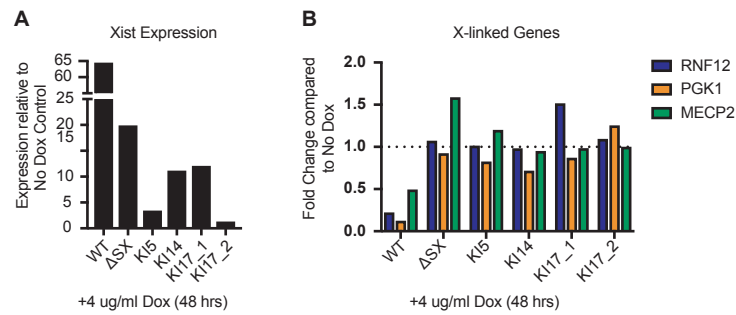 A
Xist Expression
Expression relative to
No Dox Control
65
60
25
20
15
10
5
0
WT
ΔSX
KI5
KI14
KI17_1
KI17_2
+4 ug/ml Dox (48 hrs)
B
X-linked Genes
Fold Change compared
to No Dox
2.0
1.5
1.0
0.5
0.0
WT
ΔSX
KI5
KI14
KI17_1
KI17_2
+4 ug/ml Dox (48 hrs)
RNF12
PGK1
MECP2